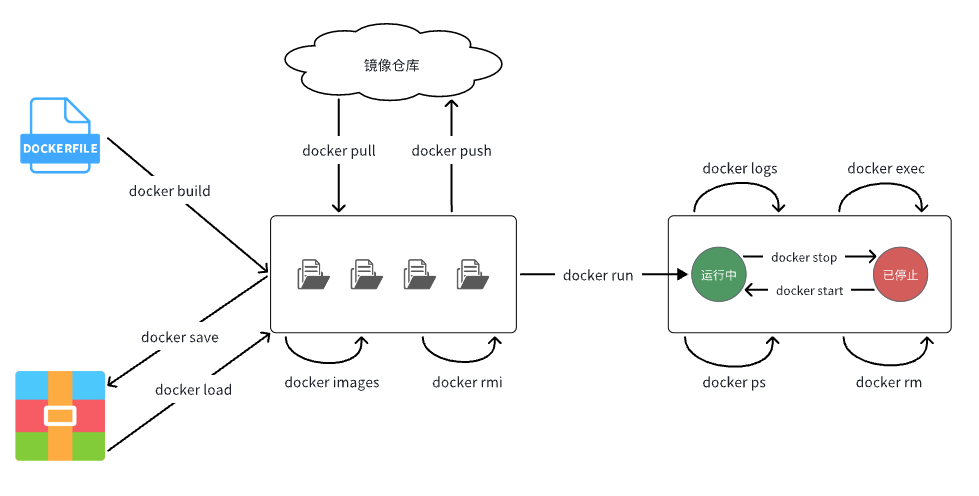 镜像仓库
DOCKERFILE
docker pull
docker push
docker build
docker logs
docker exec
docker run
运行中
docker stop
docker start
已停止
docker save
docker load
docker images
docker rmi
docker ps
docker rm